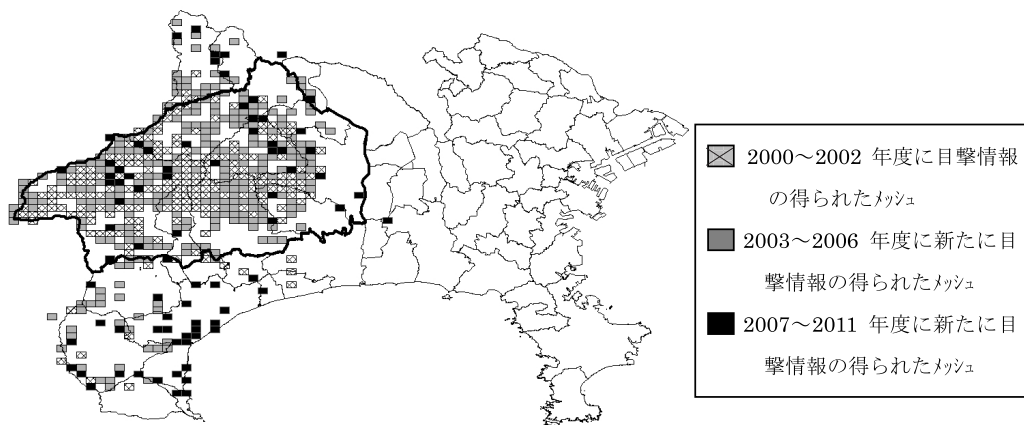 2000～2002 年度に目撃情報
の得られたﾒｯｼｭ
2003～2006 年度に新たに目
撃情報の得られたﾒｯｼｭ
2007～2011 年度に新たに目
撃情報の得られたﾒｯｼｭ